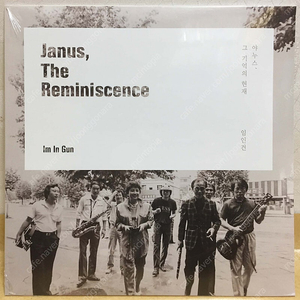 Janus,
The
Reminiscence
Im In Gun
야누스,
그 기억의 현재
임인건